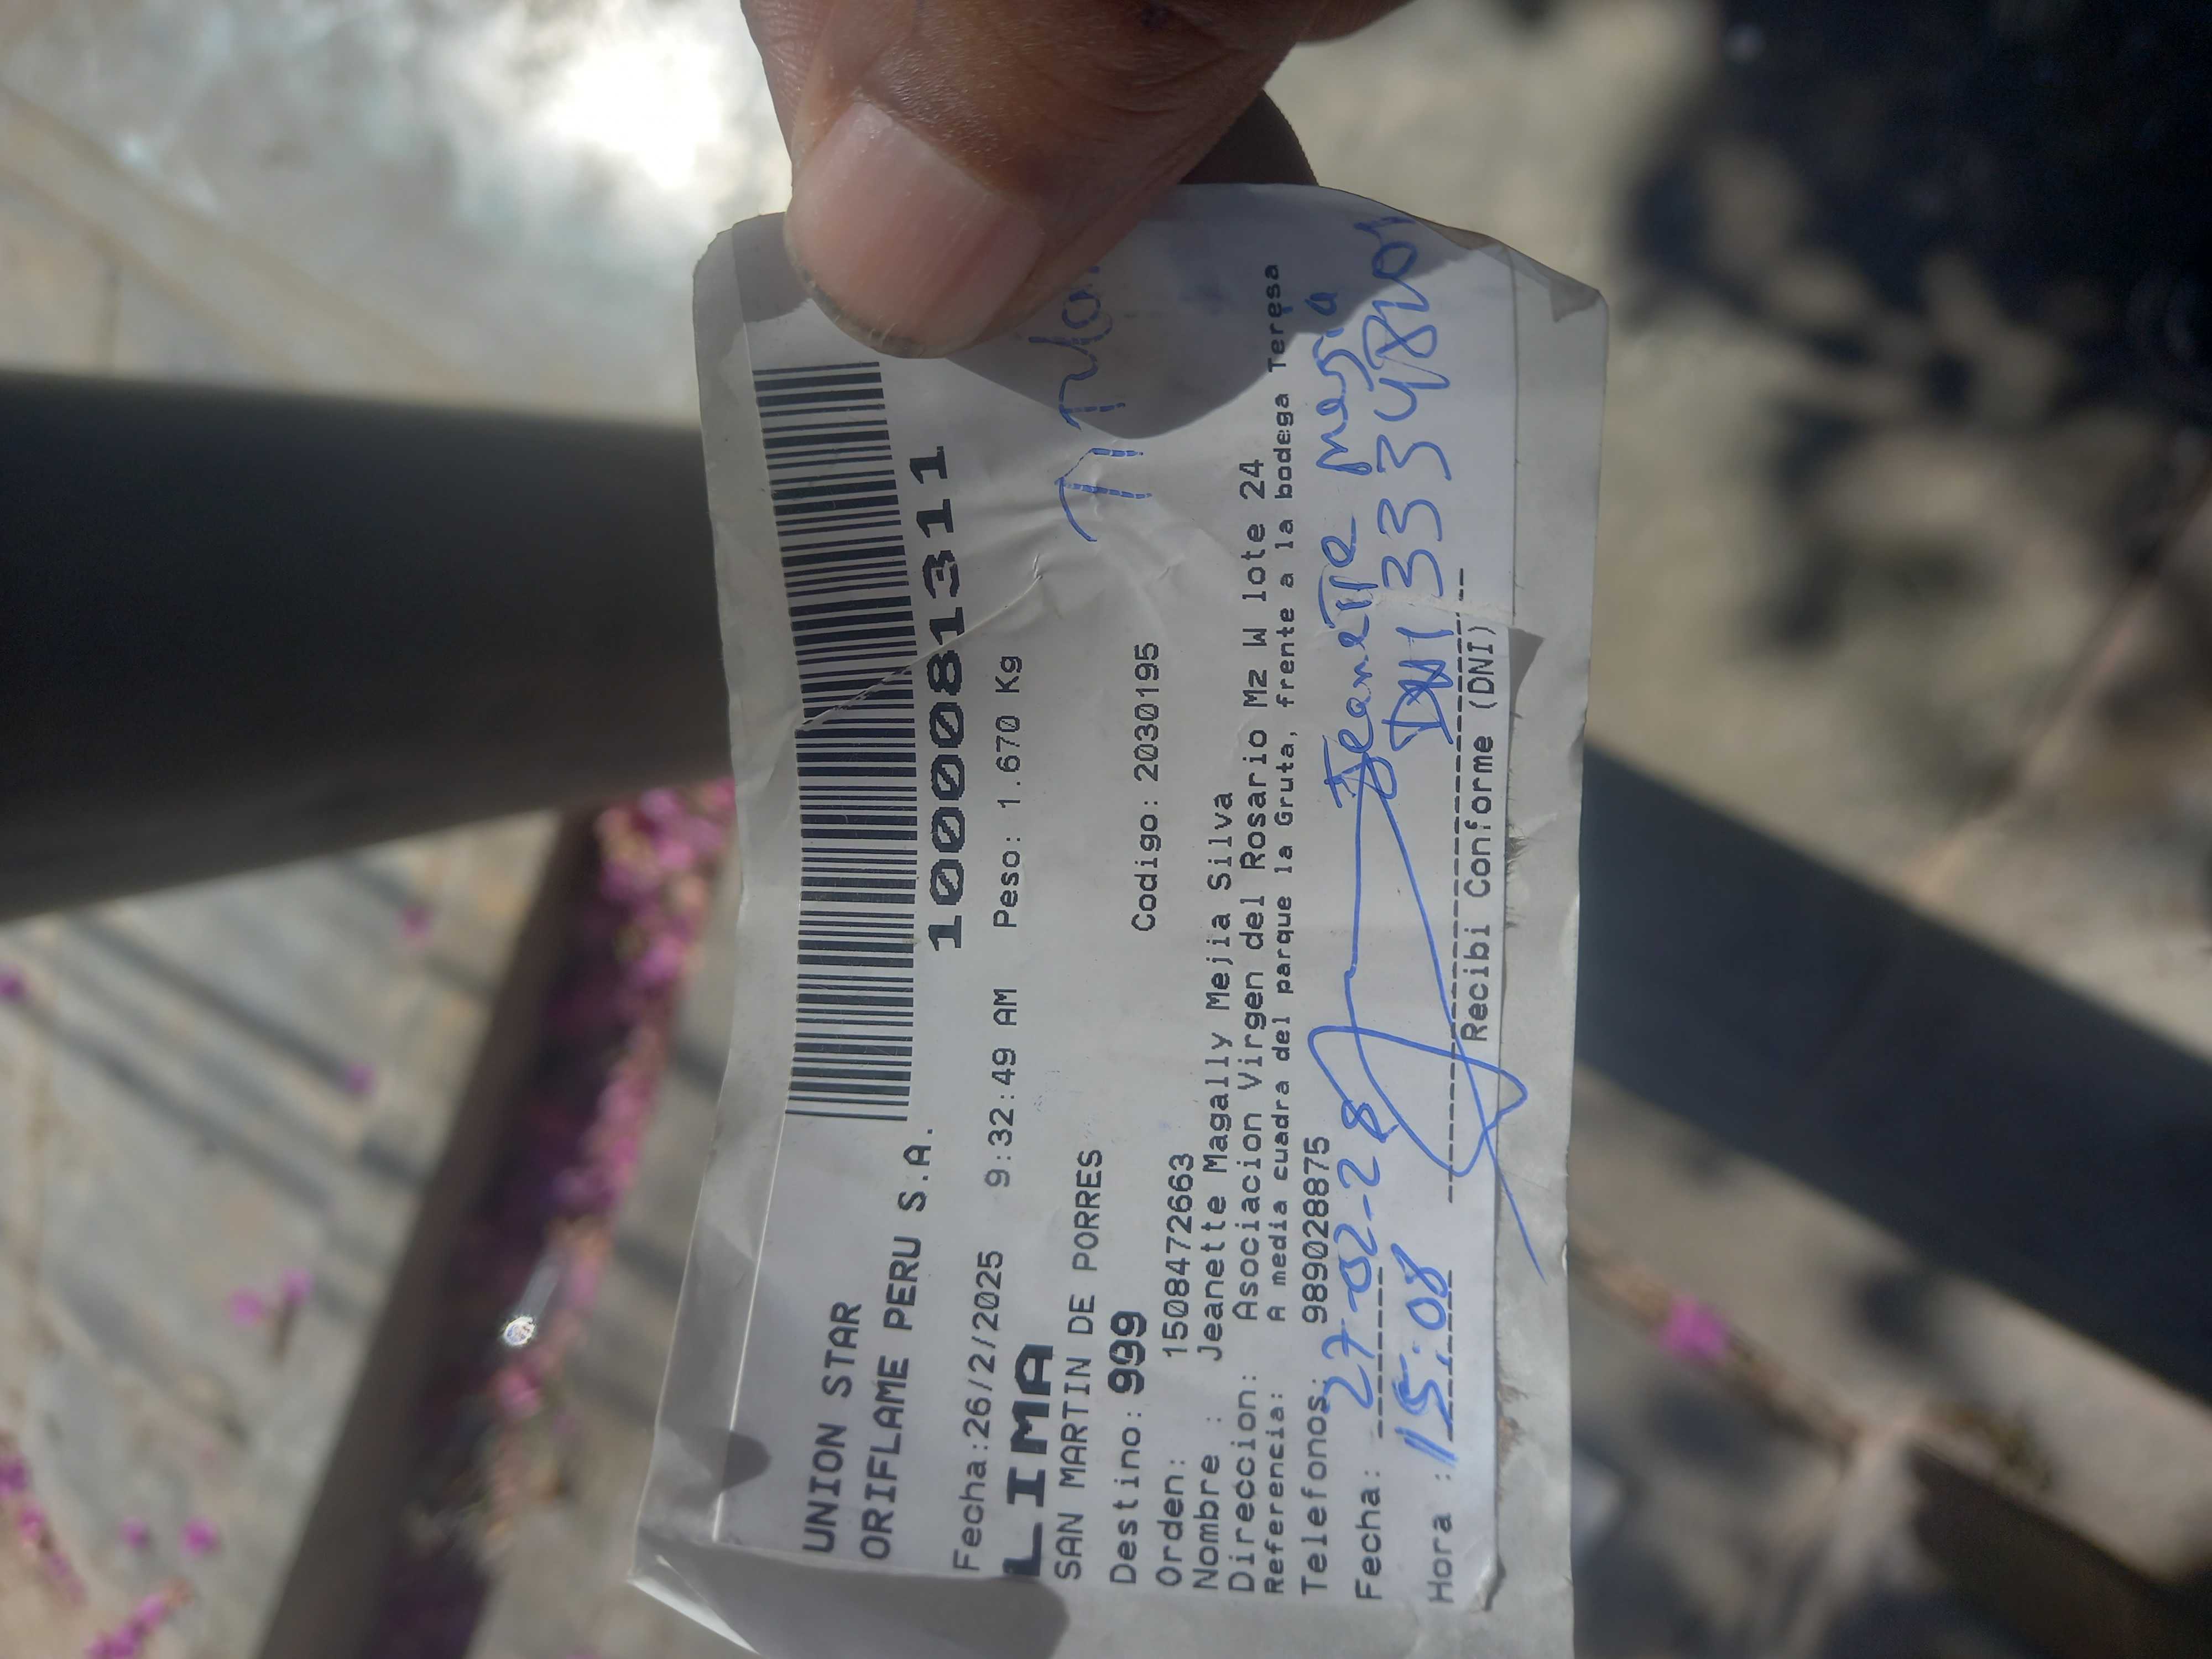 UNION STAR
ORIFLAME PERU S.A.
1000081311
Fecha:26/2/2025 9:32:49 AM Peso: 1.670 Kg
LIMA
SAN MARTIN DE PORRES
Destino: 999 Codigo: 2030195
Orden: 1508472663
Nombre : Jeanette Magally Mejia Silva
Direccion: Asociacion Virgen del Rosario Mz W lote 24
Referencia: A media cuadra del parque la Gruta, frente a la bodega Teresa
Telefonos: 989028875
Jeanette Mejia
Fecha: 27-02-28
DNI
Hora : 15:08
Recibi Conforme (DNI)